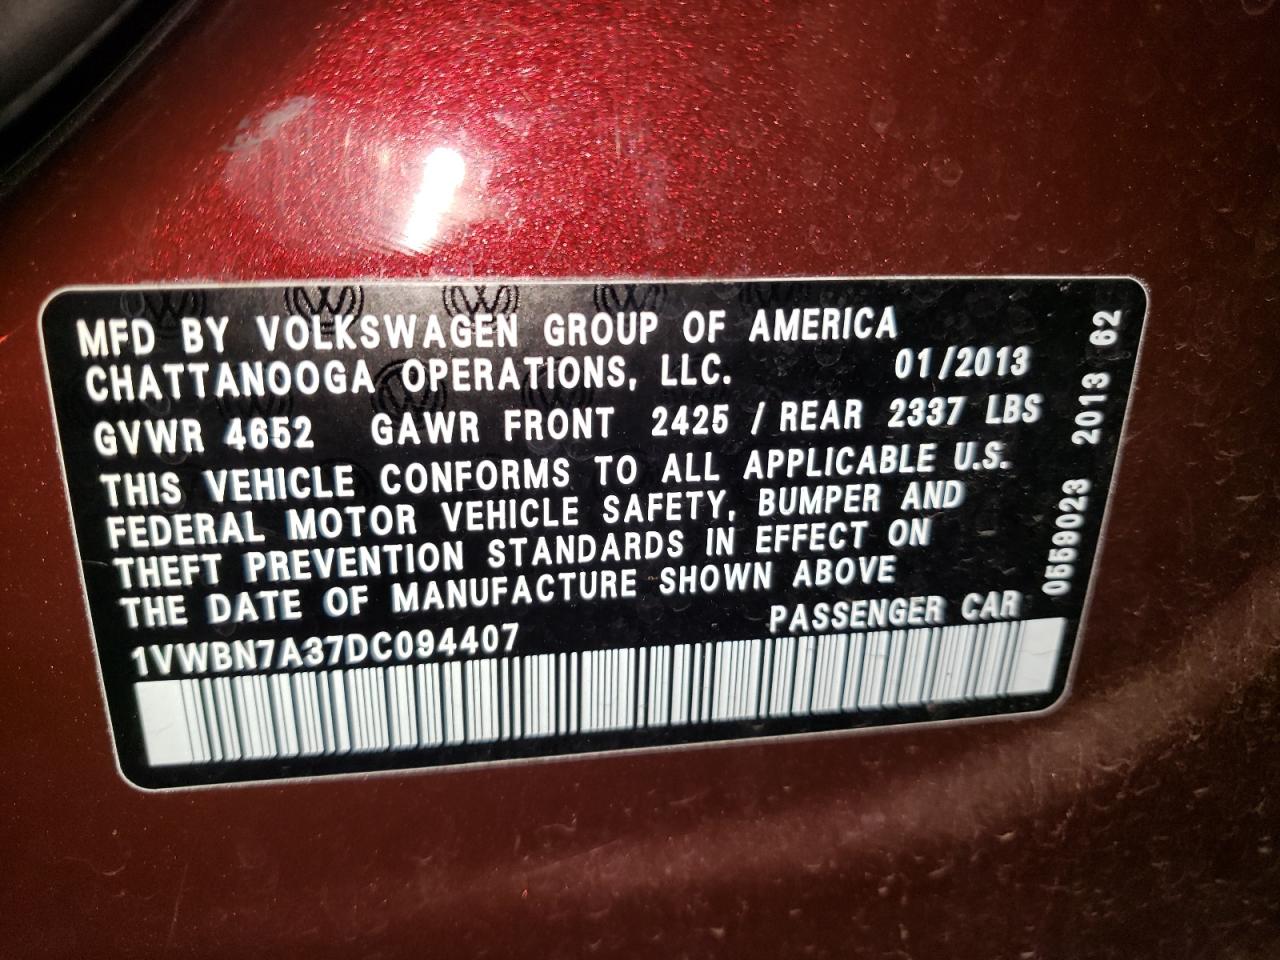 MFD BY VOLKSWAGEN GROUP OF AMERICA
CHATTANOOGA OPERATIONS, LLC. 01/2013
GVWR 4652 GAWR FRONT 2425 / REAR 2337 LBS
THIS VEHICLE CONFORMS TO ALL APPLICABLE U.S.
FEDERAL MOTOR VEHICLE SAFETY, BUMPER AND
THEFT PREVENTION STANDARDS IN EFFECT ON
THE DATE OF MANUFACTURE SHOWN ABOVE
1VWBN7A37DC094407 PASSENGER CAR
0559023 2013 62